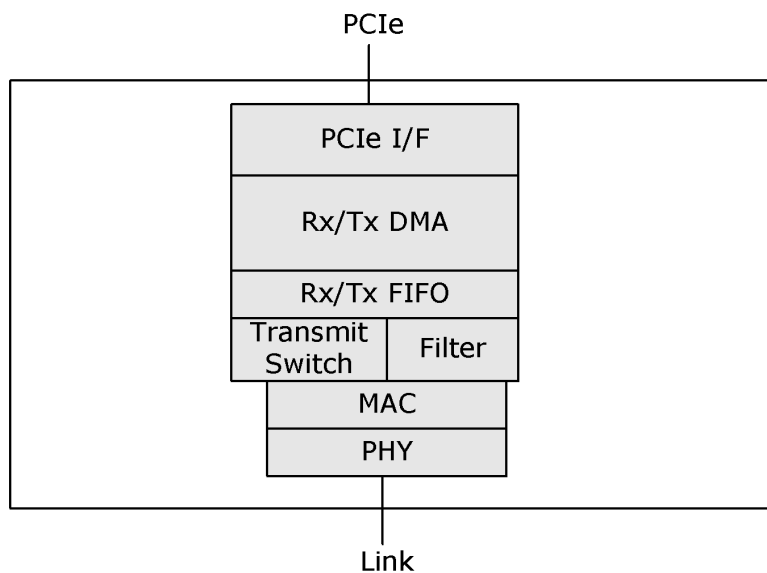 PCIe
PCIe I/F
Rx/Tx DMA
Rx/Tx FIFO
Transmit
Switch
Filter
MAC
PHY
Link